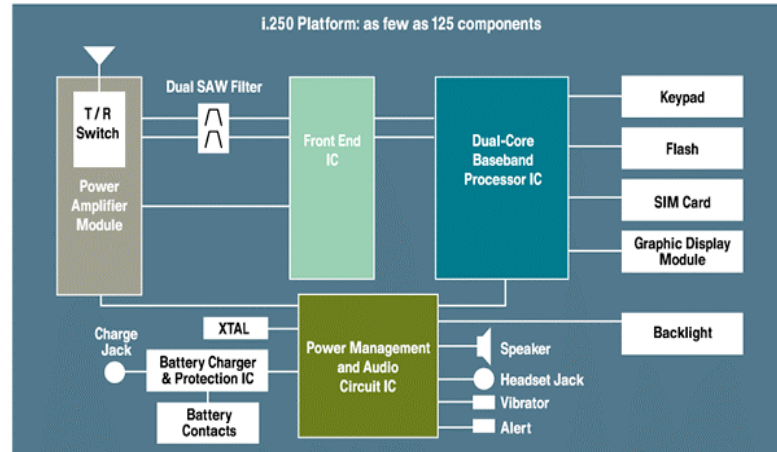 i.250 Platform: as few as 125 components
Dual SAW Filter
T / R
Switch
Power
Amplifier
Module
Front End
IC
Dual-Core
Baseband
Processor IC
Keypad
Flash
SIM Card
Graphic Display
Module
Backlight
XTAL
Charge
Jack
Battery Charger
& Protection IC
Battery
Contacts
Power Management
and Audio
Circuit IC
Speaker
Headset Jack
Vibrator
Alert